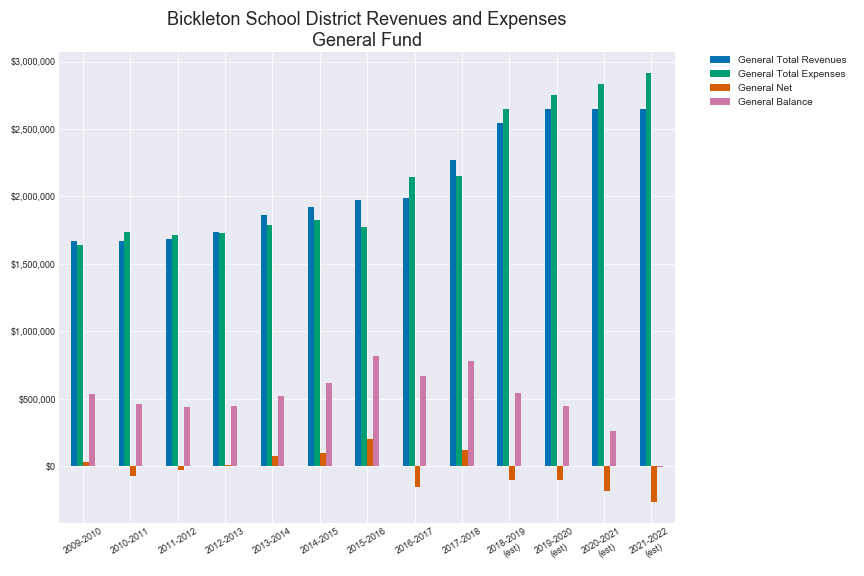 Bickleton School District Revenues and Expenses
General Fund
General Total Revenues
General Total Expenses
General Net
General Balance
$3,000,000
$2,500,000
$2,000,000
$1,500,000
$1,000,000
$500,000
$0
2009-2010
2010-2011
2011-2012
2012-2013
2013-2014
2014-2015
2015-2016
2016-2017
2017-2018
2018-2019
(est)
2019-2020
(est)
2020-2021
(est)
2021-2022
(est)